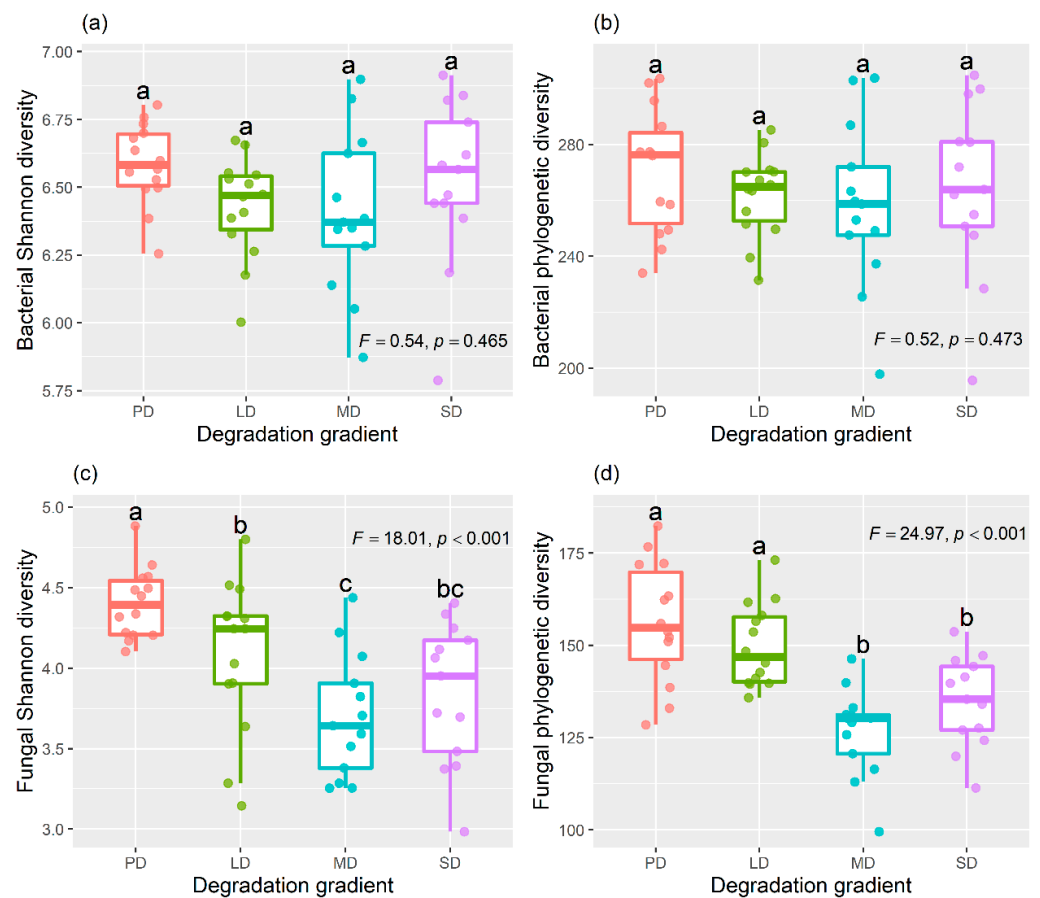 (a)
7.00
6.75
6.50
6.25
6.00
5.75
Bacterial Shannon diversity
a
a
a
a
F = 0.54, p = 0.465
PD
LD
MD
SD
Degradation gradient
(b)
280
240
200
Bacterial phylogenetic diversity
a
a
a
a
F = 0.52, p = 0.473
PD
LD
MD
SD
Degradation gradient
(c)
5.0
4.5
4.0
3.5
3.0
Fungal Shannon diversity
a
b
c
bc
F = 18.01, p < 0.001
PD
LD
MD
SD
Degradation gradient
(d)
175
150
125
100
Fungal phylogenetic diversity
a
a
b
b
F = 24.97, p < 0.001
PD
LD
MD
SD
Degradation gradient